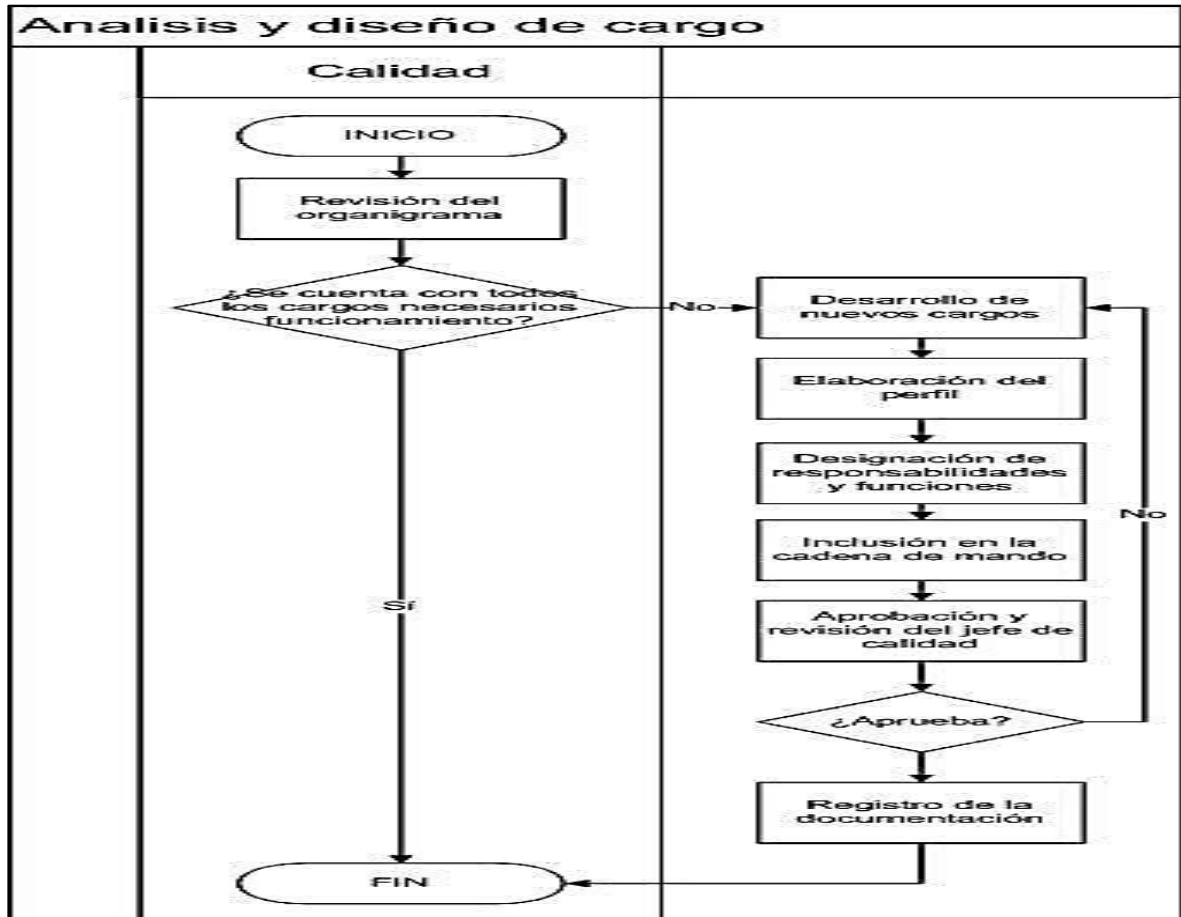 Analisis y diseño de cargo
Calidad
INICIO
Revisión del
organigrama
¿Se cuenta con todos
los cargos necesarios
funcionamiento?
No
Desarrollo de
nuevos cargos
Elaboración del
perfil
Designación de
responsabilidades
y funciones
No
Inclusión en la
cadena de mando
Sí
Aprobación y
revisión del jefe de
calidad
¿Aprueba?
Registro de la
documentación
FIN